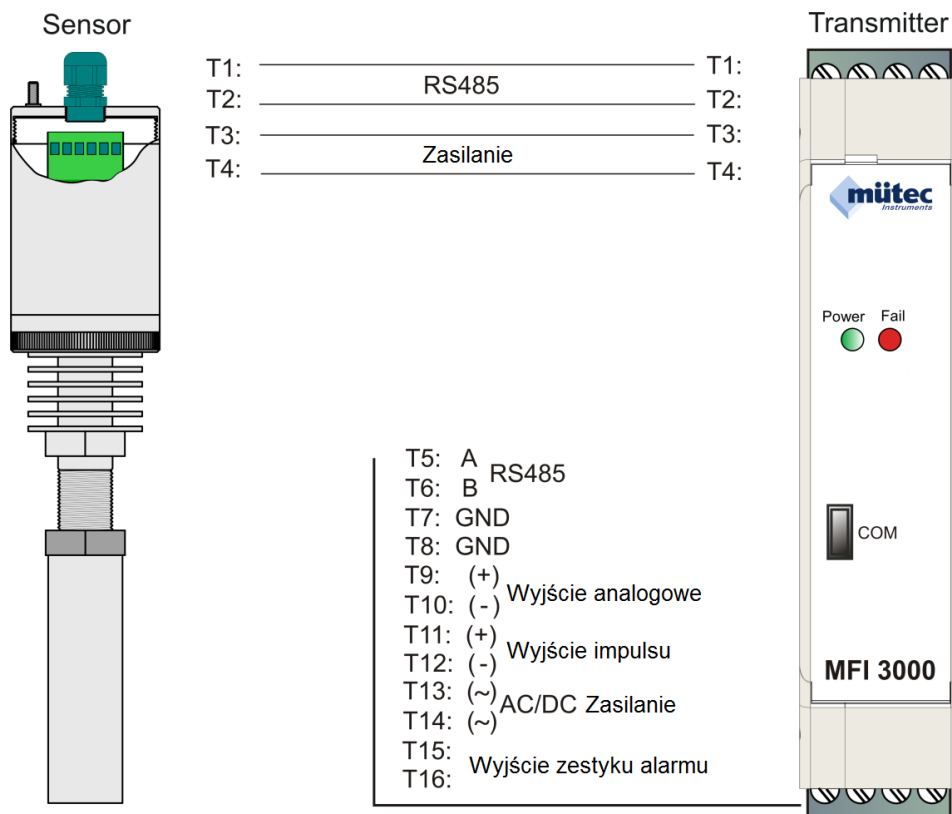 Sensor
Transmitter
T1: RS485 T1:
T2: T2:
T3: Zasilanie T3:
T4: T4:
mütec
Instruments
Power Fail
T5: A RS485
T6: B
T7: GND
T8: GND
T9: (+) Wyjście analogowe
T10: (-)
T11: (+) Wyjście impulsu
T12: (-)
T13: (~) AC/DC Zasilanie
T14: (~)
T15: Wyjście zestyku alarmu
T16:
COM
MFI 3000